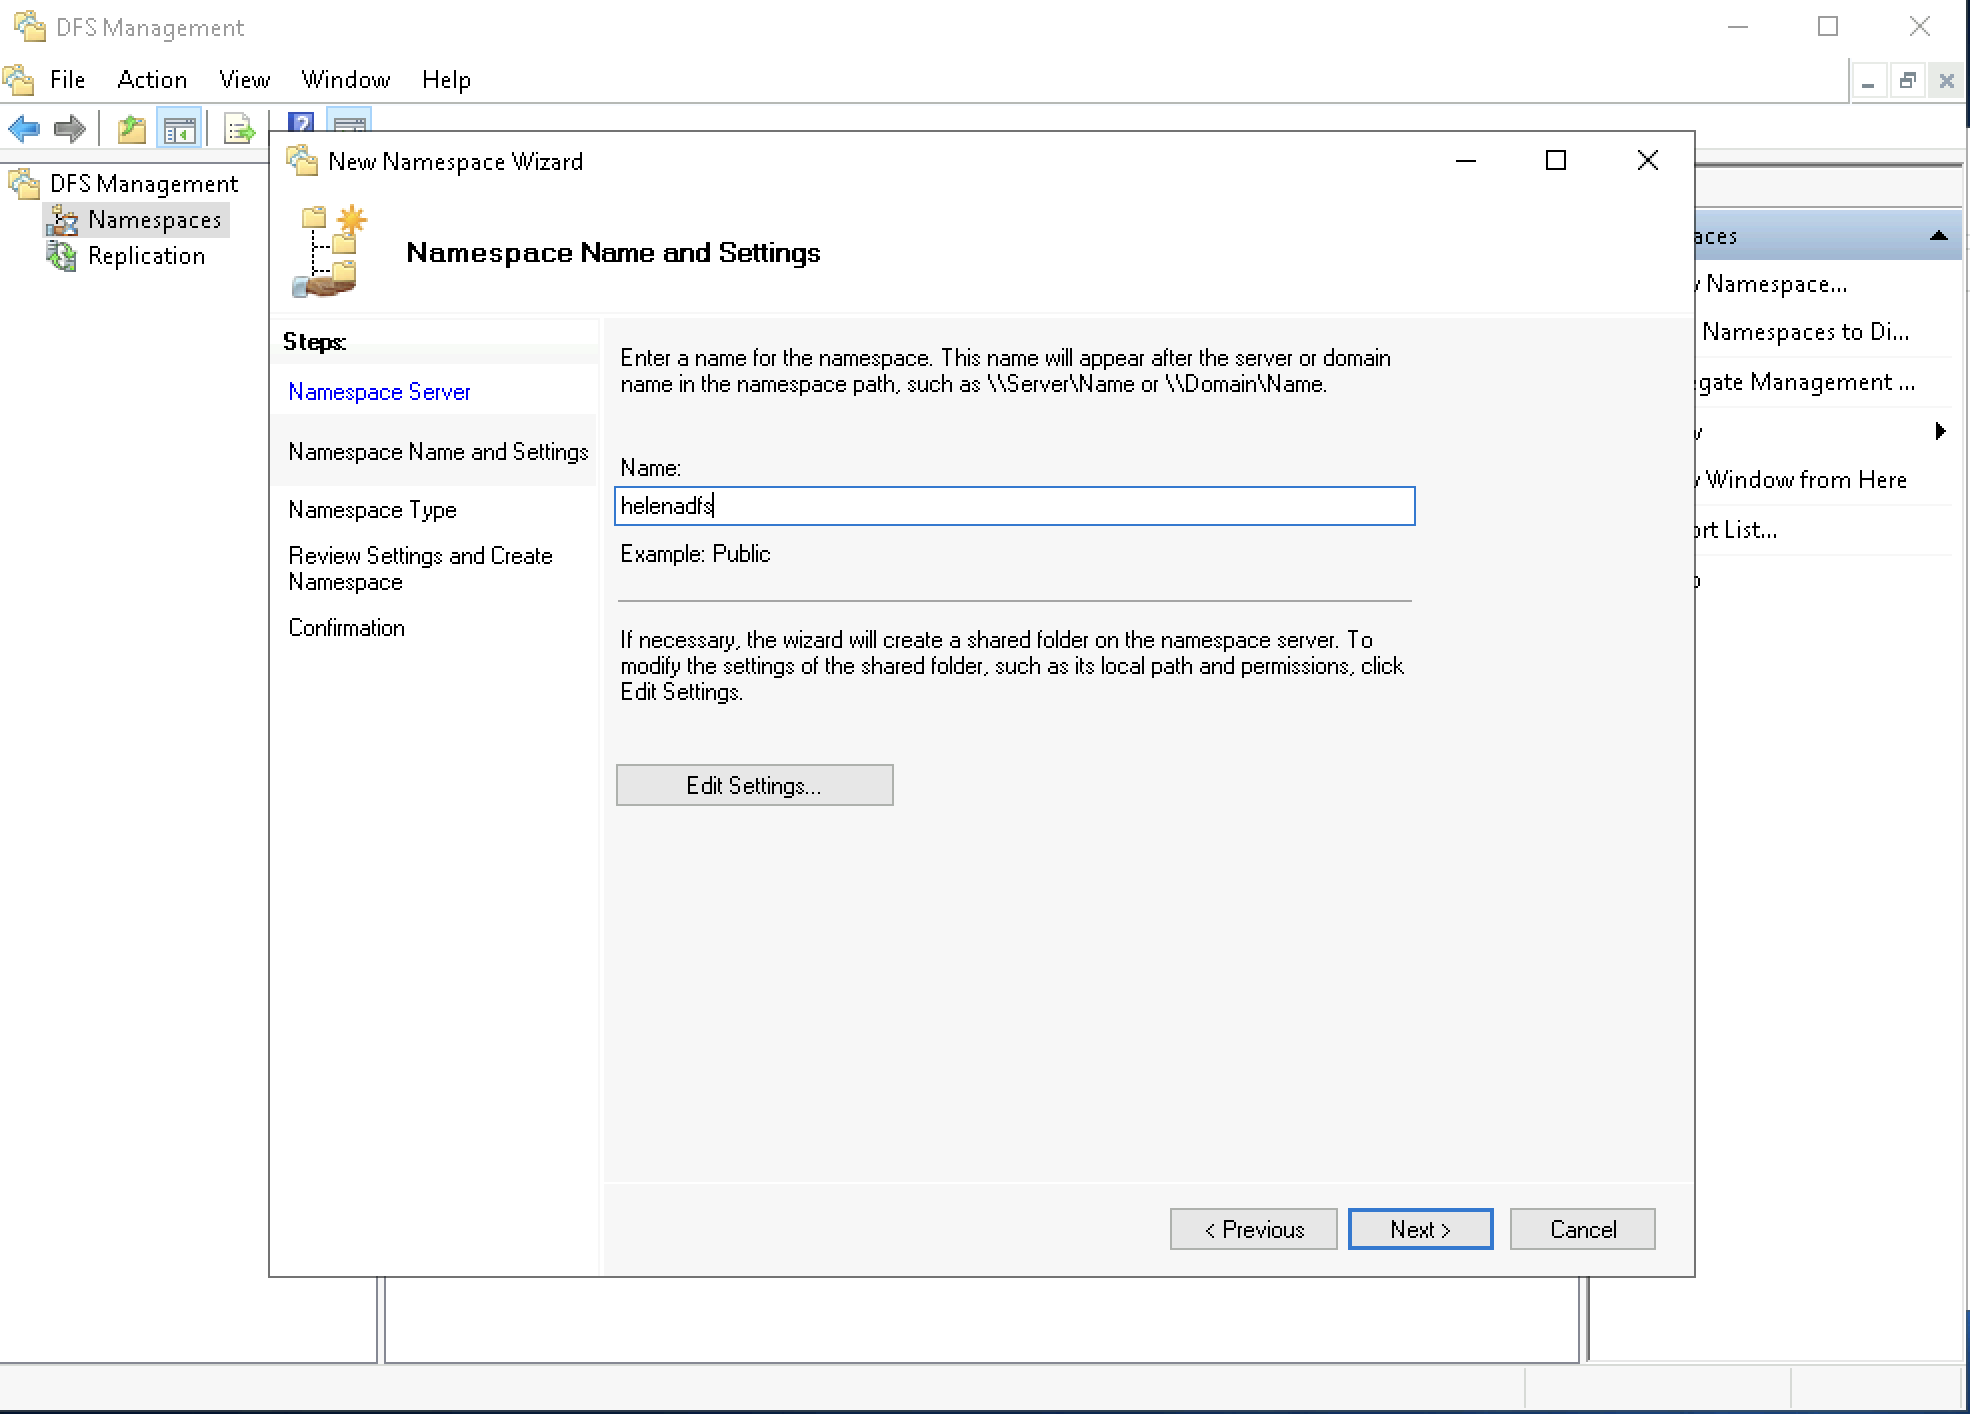 DFS Management
File Action View Window Help
DFS Management
Namespaces
Replication
New Namespace Wizard
Namespace Name and Settings
Steps:
Namespace Server
Namespace Name and Settings
Namespace Type
Review Settings and Create
Namespace
Confirmation
Enter a name for the namespace. This name will appear after the server or domain
name in the namespace path, such as \\Server\Name or \\Domain\Name.
Name:
helenadfs
Example: Public
If necessary, the wizard will create a shared folder on the namespace server. To
modify the settings of the shared folder, such as its local path and permissions, click
Edit Settings.
Edit Settings...
< Previous
Next >
Cancel
Namespace...
Namespaces to Di...
Management ...
Window from Here
List...